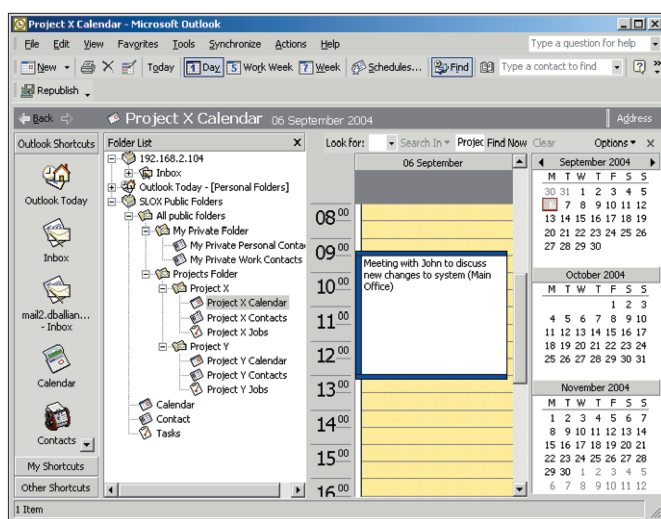 Project X Calendar - Microsoft Outlook
File Edit View Favorites Tools Synchronize Actions Help Type a question for help
New Today 1 Day 5 Work Week 7 Week Schedules... Find Type a contact to find
Republish
Back Project X Calendar 06 September 2004 Address
Outlook Shortcuts
Outlook Today
Inbox
mail2.dballian...
- Inbox
Calendar
Contacts
My Shortcuts
Other Shortcuts
Folder List X
192.168.2.104
Inbox
Outlook Today - [Personal Folders]
SLOX Public Folders
All public folders
My Private Folder
My Private Personal Conta
My Private Work Contacts
Projects Folder
Project X
Project X Calendar
Project X Contacts
Project X Jobs
Project Y
Project Y Calendar
Project Y Contacts
Project Y Jobs
Calendar
Contact
Tasks
Look for: Search In Projec Find Now Clear Options X
06 September
08 00
09 00
Meeting with John to discuss
new changes to system (Main
Office)
10 00
11 00
12 00
13 00
14 00
15 00
16 00
September 2004
M T W T F S S
30 31 1 2 3 4 5
6 7 8 9 10 11 12
13 14 15 16 17 18 19
20 21 22 23 24 25 26
27 28 29 30
October 2004
M T W T F S S
1 2 3
4 5 6 7 8 9 10
11 12 13 14 15 16 17
18 19 20 21 22 23 24
25 26 27 28 29 30 31
November 2004
M T W T F S S
1 2 3 4 5 6 7
8 9 10 11 12 13 14
15 16 17 18 19 20 21
22 23 24 25 26 27 28
29 30 1 2 3 4 5
6 7 8 9 10 11 12
1 Item